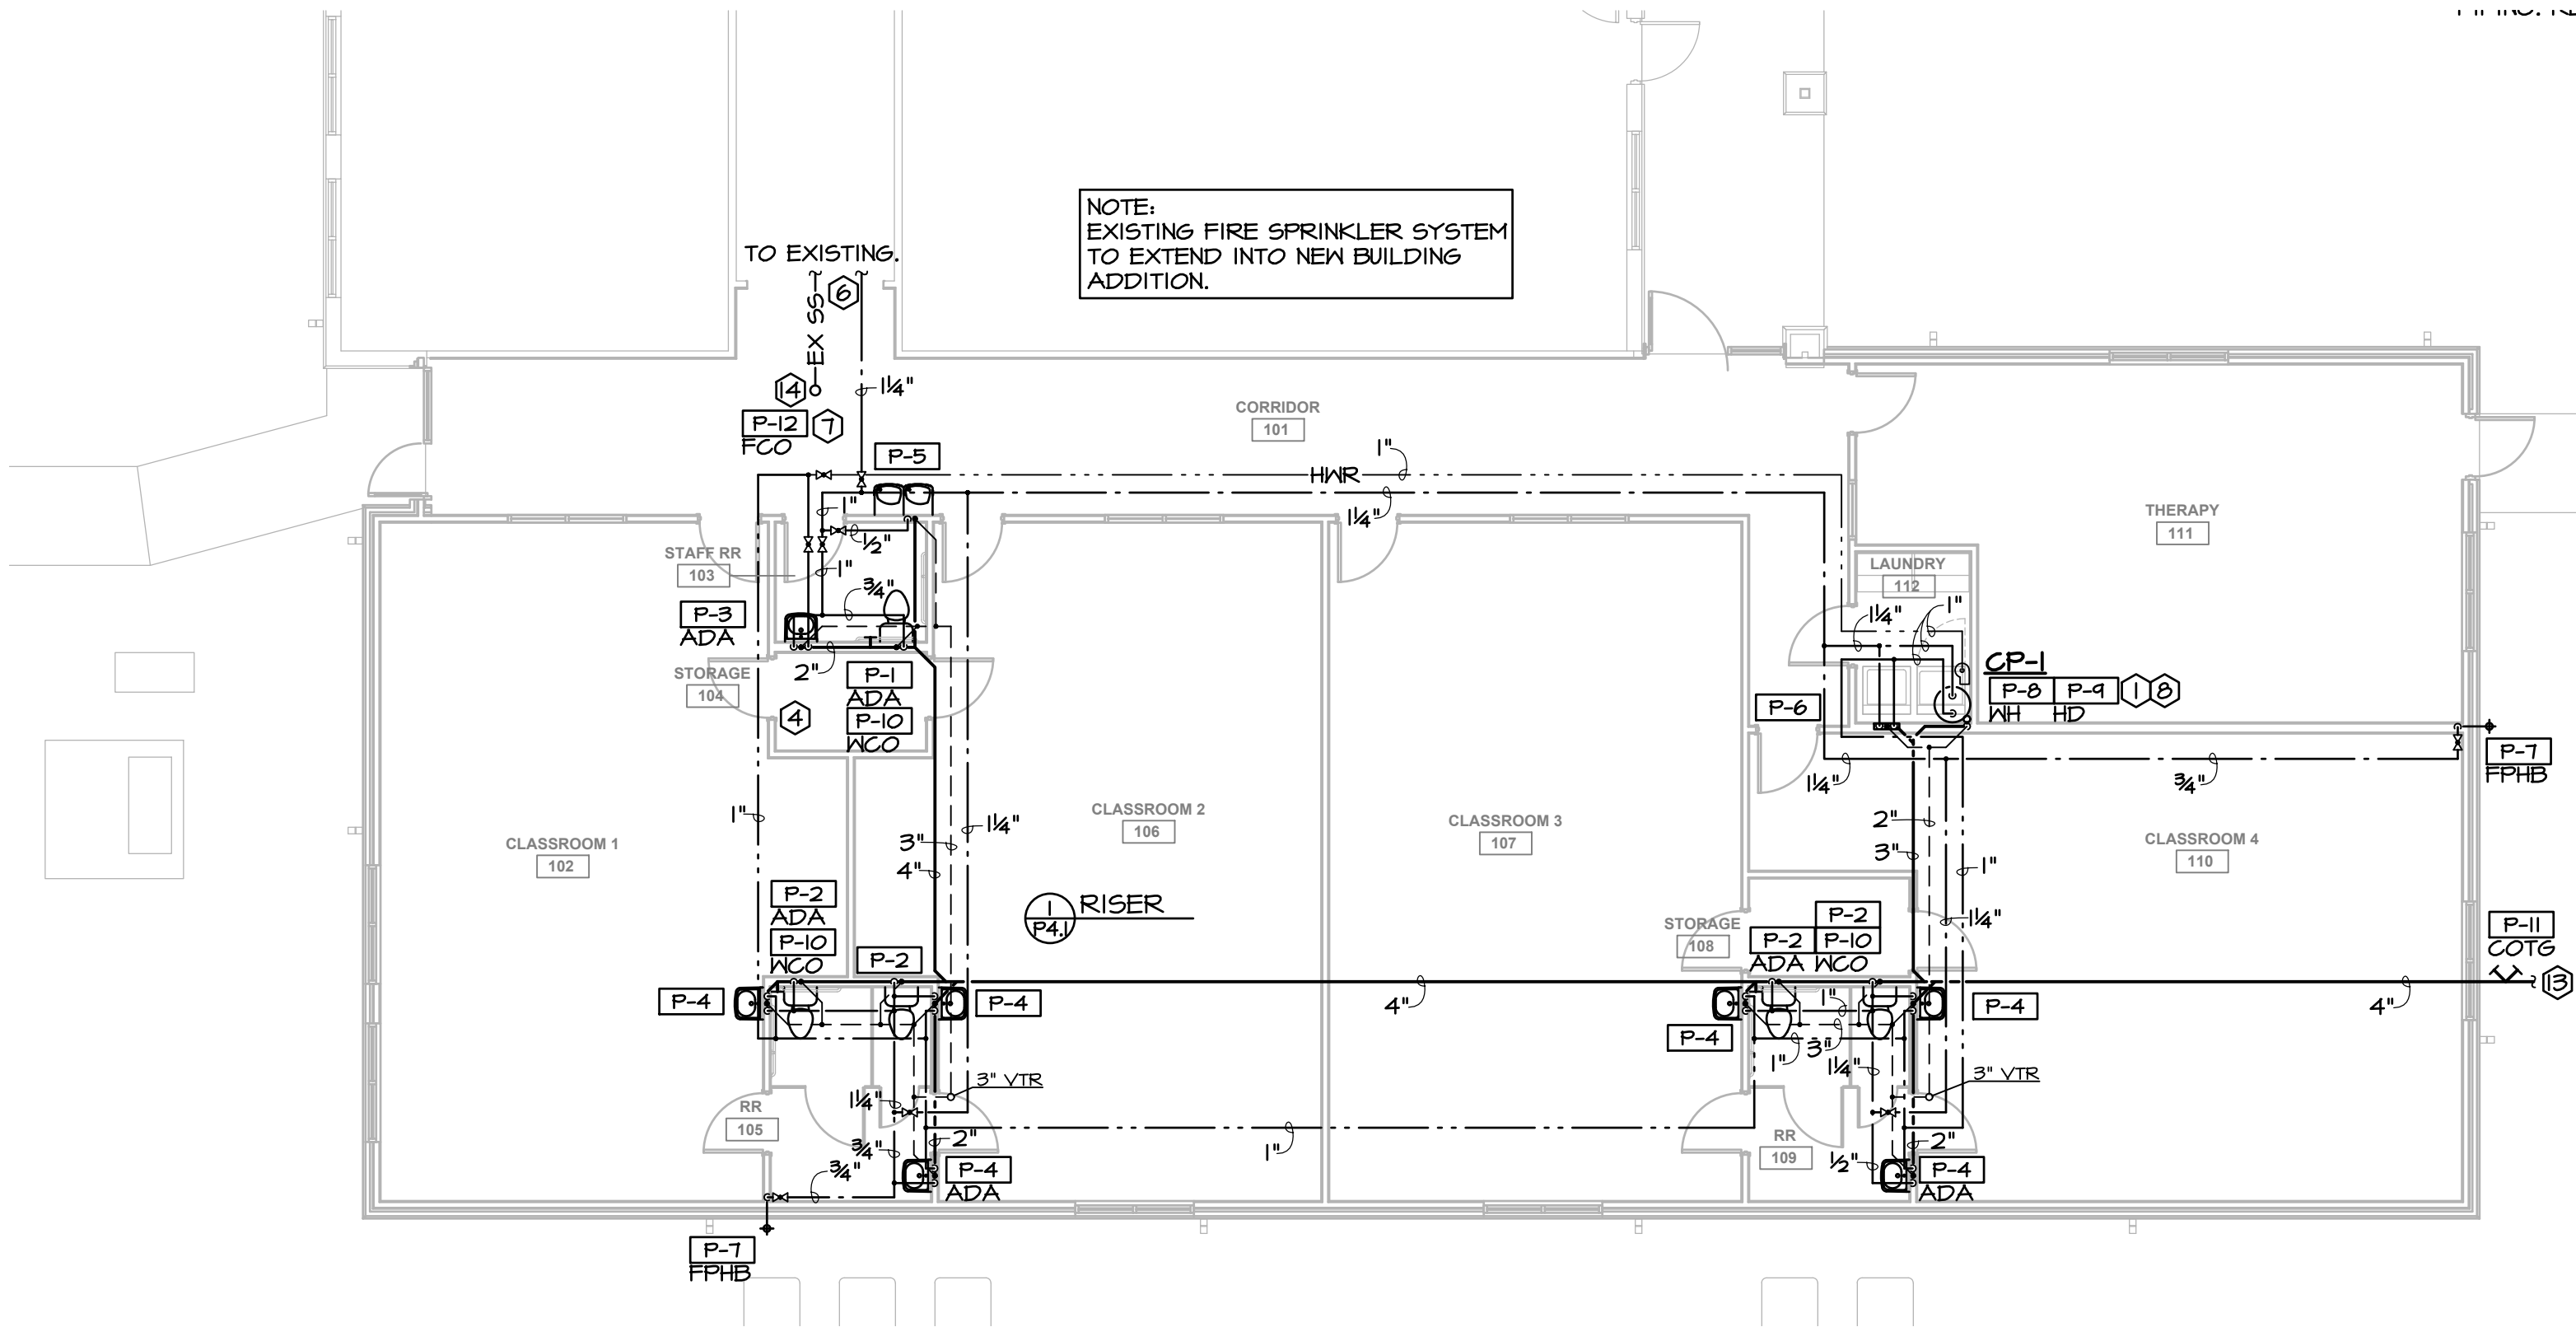 NOTE:
EXISTING FIRE SPRINKLER SYSTEM
TO EXTEND INTO NEW BUILDING
ADDITION.
TO EXISTING.
6
EX SS
14
1¼"
P-12
7
FCO
P-5
CORRIDOR
101
1"
HWR
1¼"
1"
½"
1"
¾"
STAFF RR
103
P-3
ADA
2"
STORAGE
104
P-1
ADA
4
P-10
WCO
THERAPY
111
LAUNDRY
112
1¼"
1"
CP-1
P-8
P-9
1
8
WH
HD
P-6
P-7
FPHB
1¼"
¾"
1"
1¼"
3"
4"
CLASSROOM 1
102
CLASSROOM 2
106
CLASSROOM 3
107
CLASSROOM 4
110
2"
3"
1"
1¼"
P-2
ADA
P-10
WCO
P-2
1
P4.1
RISER
STORAGE
108
P-2
P-2
P-10
ADA
WCO
P-11
COTG
13
P-4
P-4
4"
P-4
1"
P-4
4"
1"
3"
1¼"
3" VTR
3" VTR
1¼"
RR
105
¾"
2"
1"
¾"
P-4
ADA
RR
109
½"
2"
P-4
ADA
P-7
FPHB